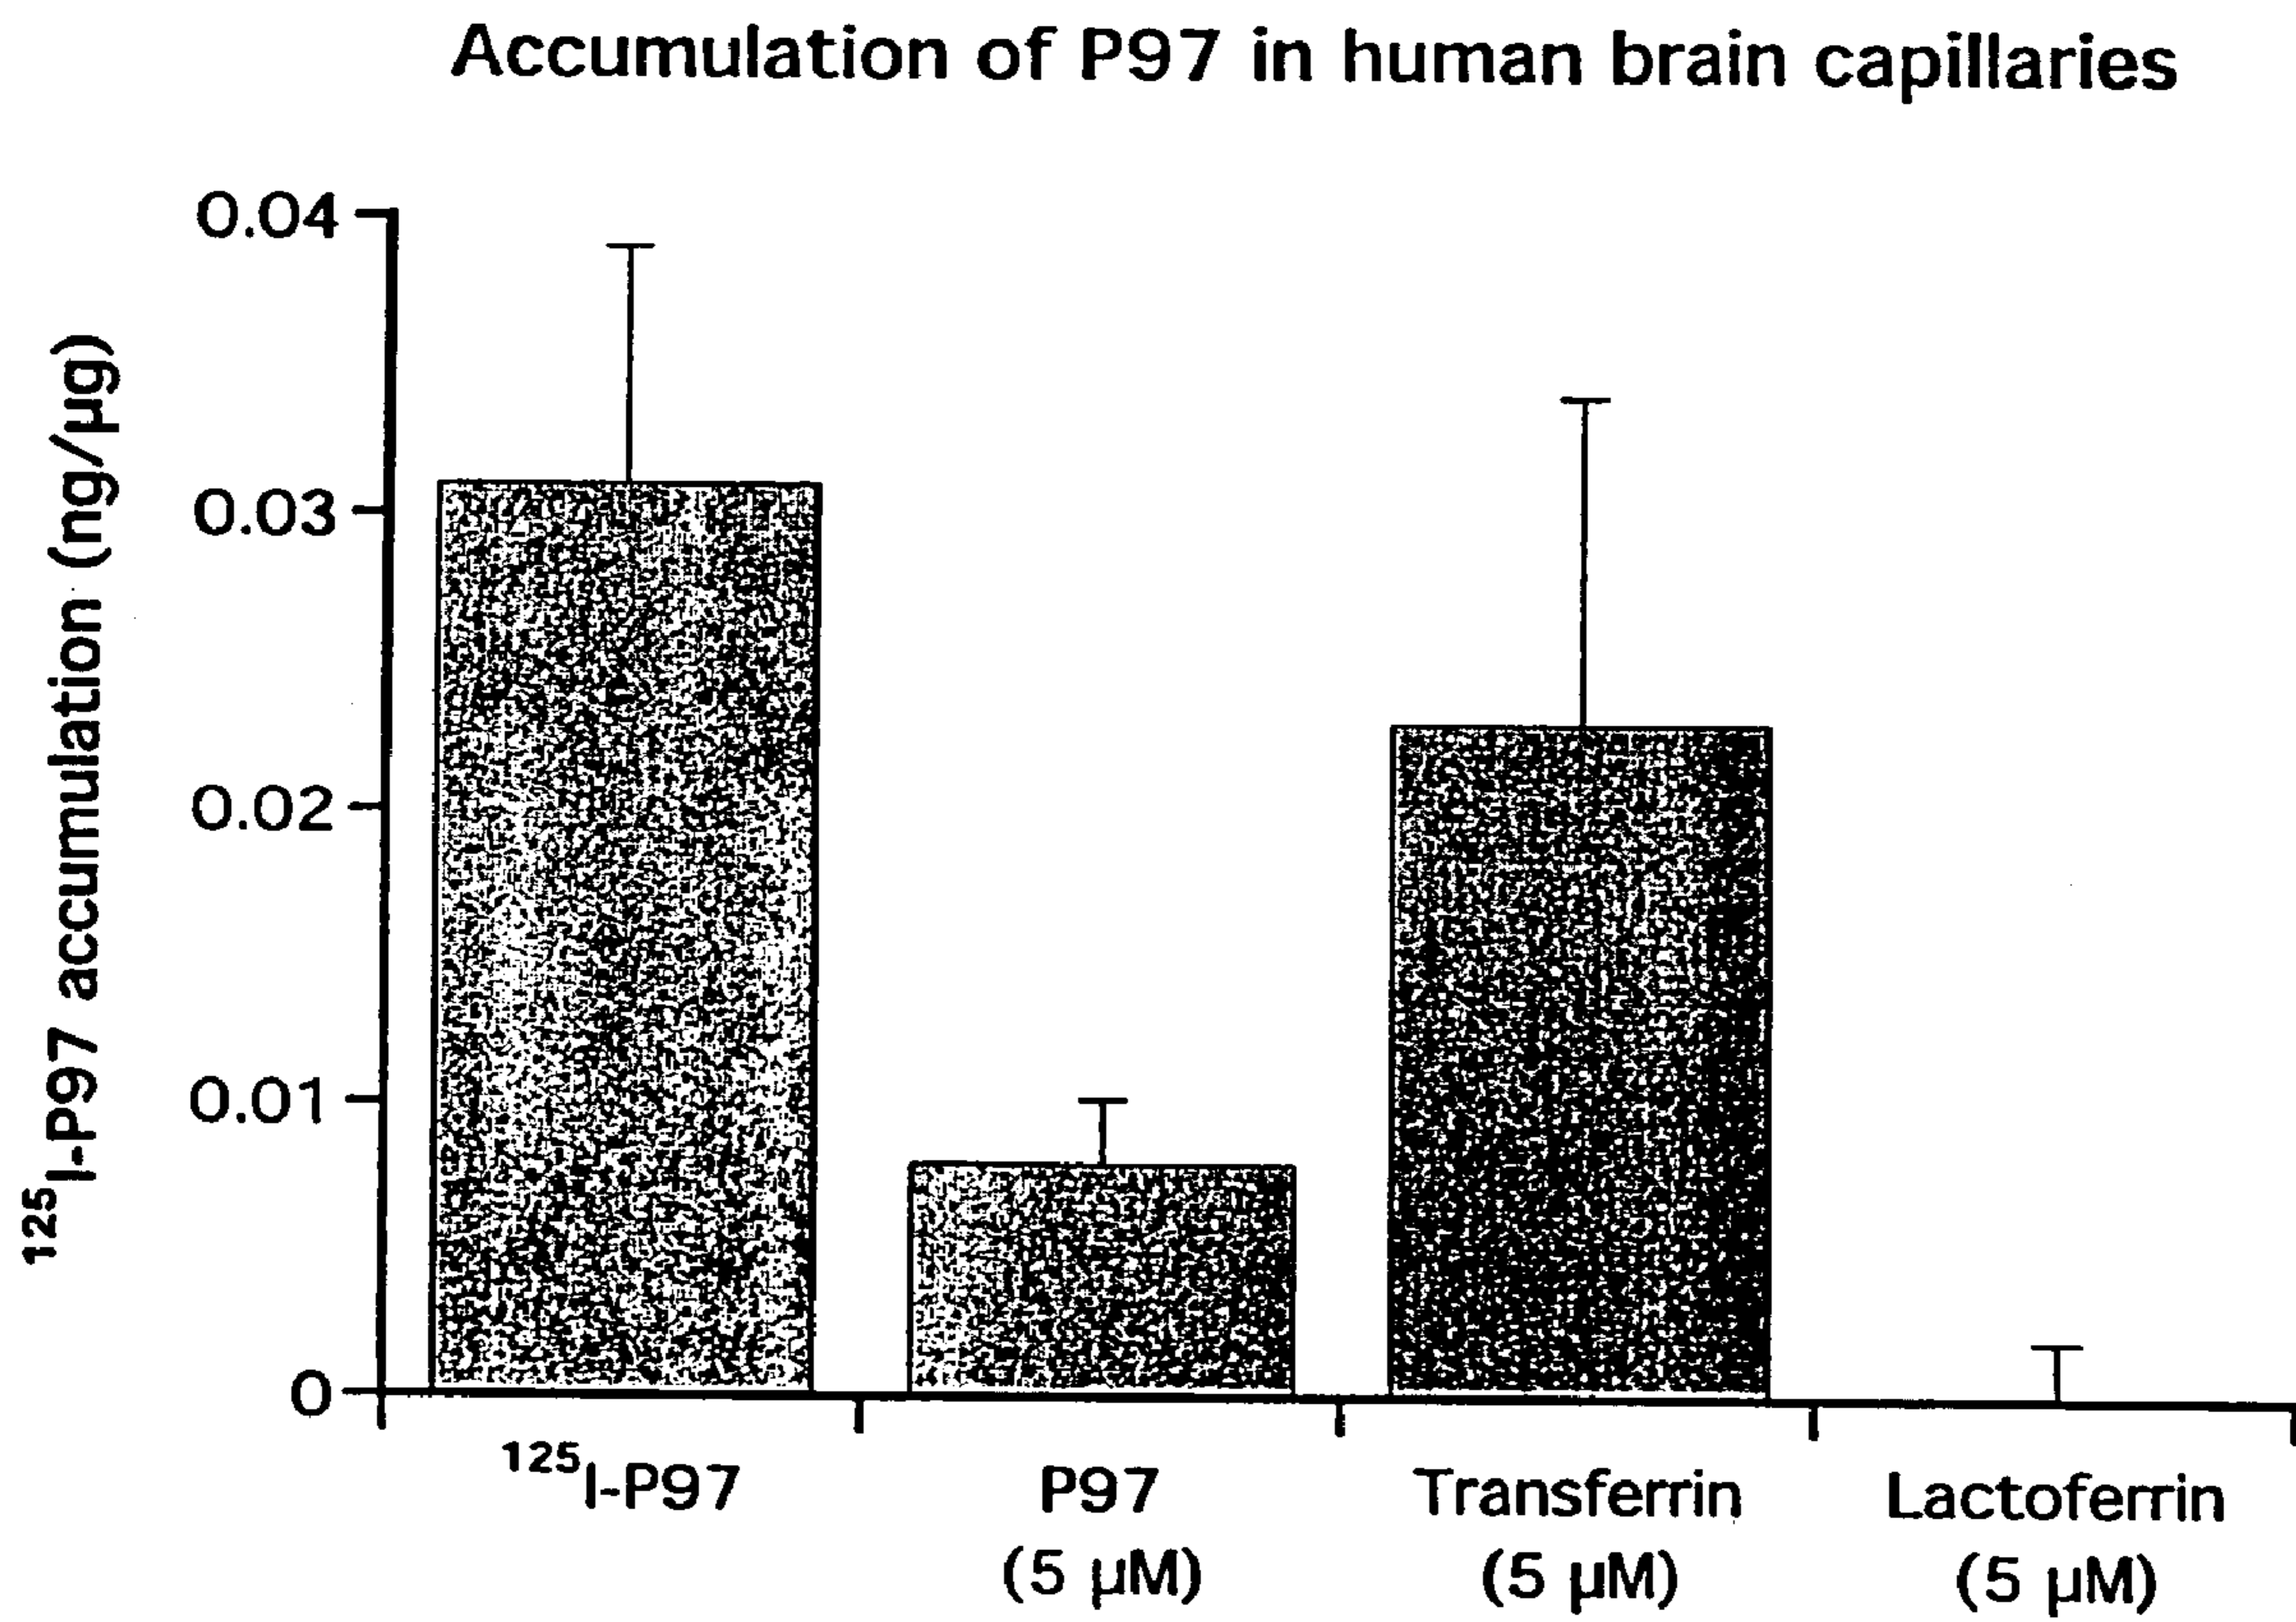 Accumulation of P97 in human brain capillaries
0.04
0.03
0.02
0.01
0
¹²⁵I-P97 accumulation (ng/µg)
¹²⁵I-P97
P97
(5 µM)
Transferrin
(5 µM)
Lactoferrin
(5 µM)